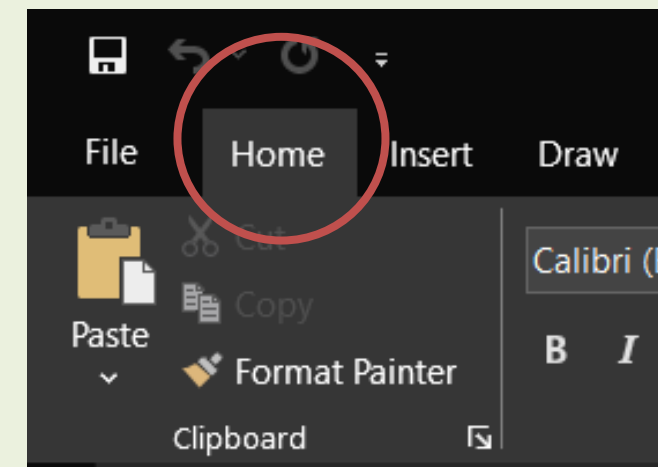 File Home Insert Draw
Cut
Calibri (
Copy
Paste
B I
Format Painter
Clipboard